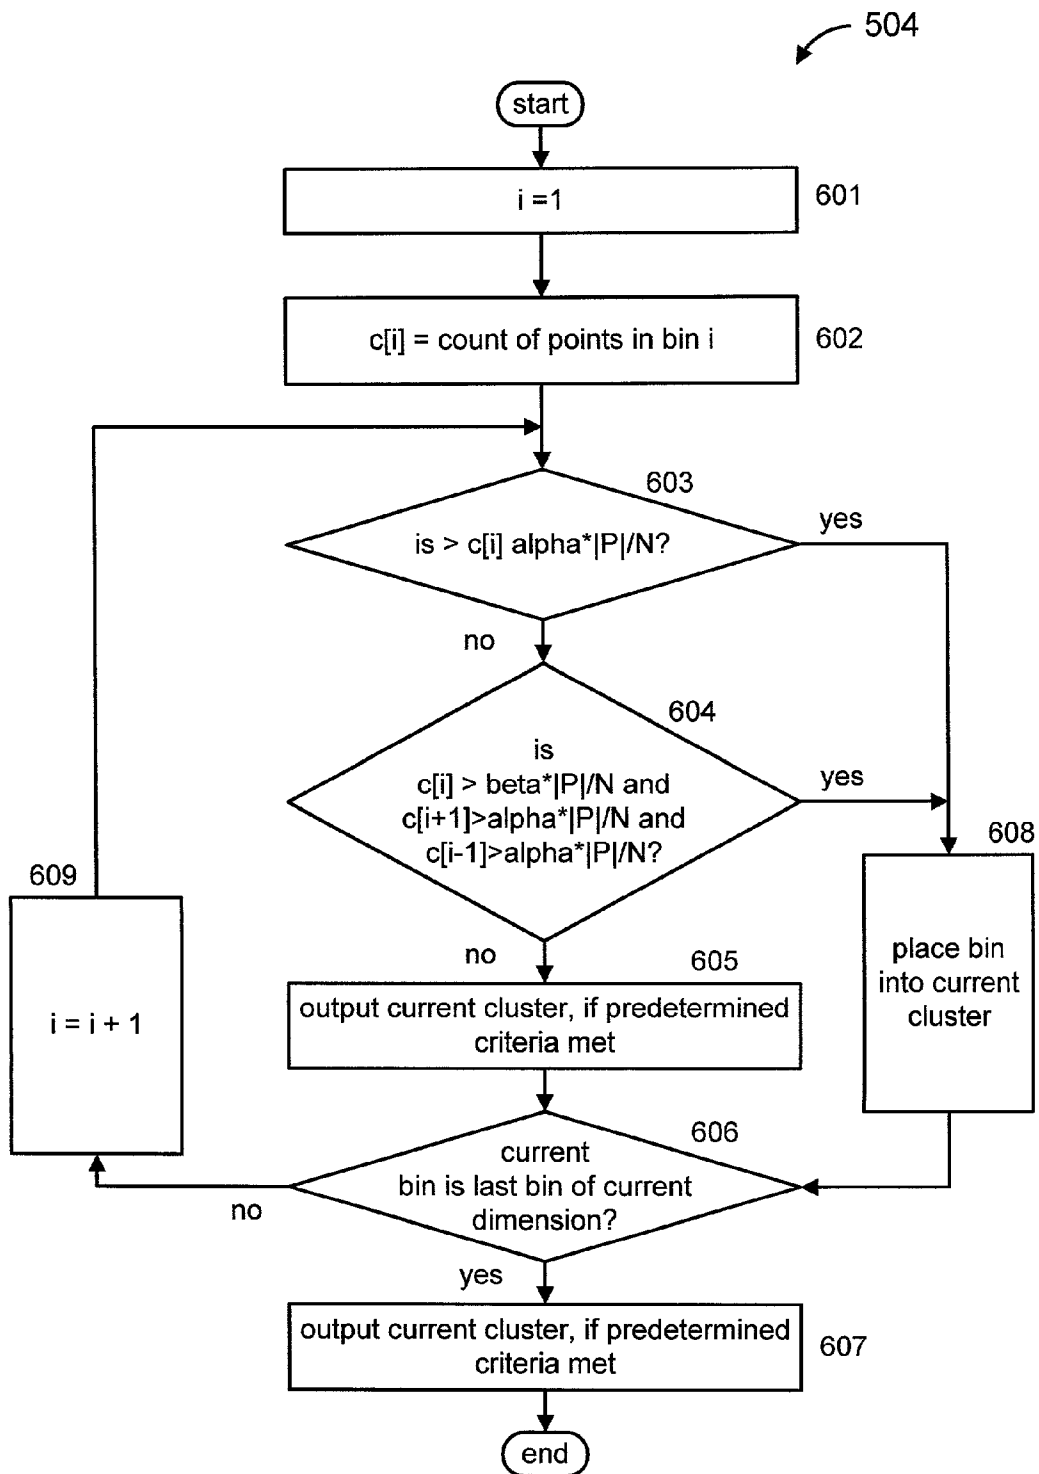 504
start
i =1
601
c[i] = count of points in bin i
602
603
is > c[i] alpha*|P|/N?
yes
no
604
is
c[i] > beta*|P|/N and
c[i+1]>alpha*|P|/N and
c[i-1]>alpha*|P|/N?
yes
608
place bin
into current
cluster
609
i = i + 1
no
605
output current cluster, if predetermined
criteria met
606
current
bin is last bin of current
dimension?
no
yes
output current cluster, if predetermined
criteria met
607
end